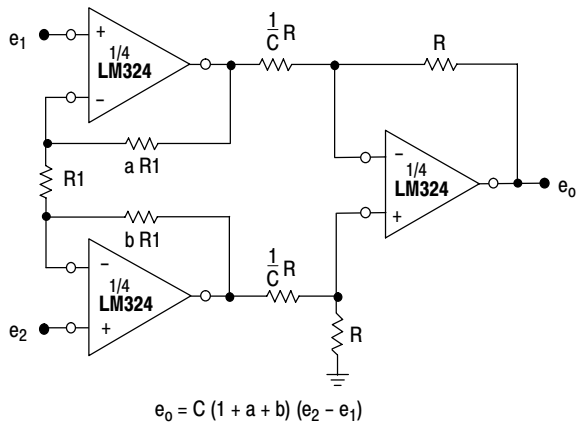 e1
+
1/4
LM324
−
1/C R
R
a R1
R1
b R1
−
1/4
LM324
+
eo
−
1/4
LM324
+
e2
1/C R
R
eo = C (1 + a + b) (e2 − e1)